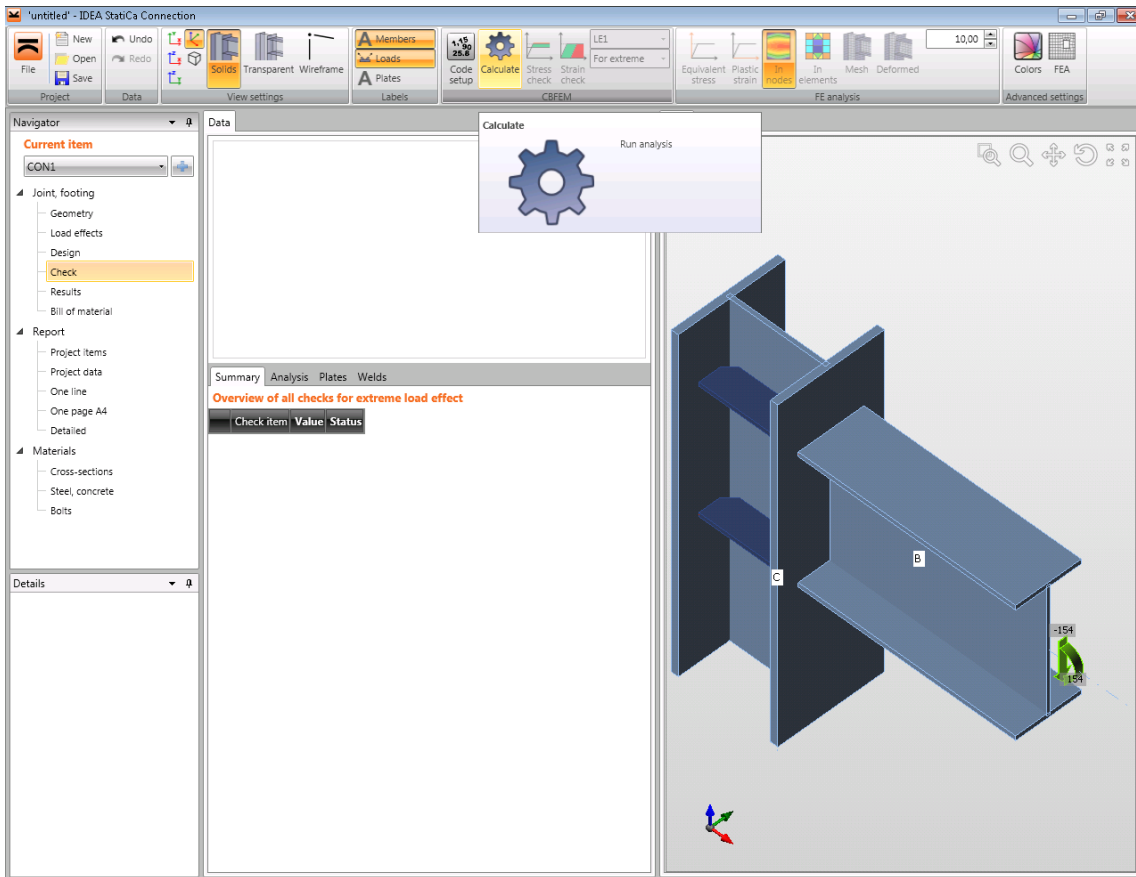 'untitled' - IDEA StatiCa Connection
File
New
Open
Save
Project
Undo
Redo
Data
Solids
Transparent
Wireframe
View settings
A Members
Loads
A Plates
Labels
1,15
90
25.8
Code setup
Calculate
Stress check
Strain check
LE1
For extreme
CBFEM
Equivalent stress
Plastic strain
In nodes
In elements
Mesh
Deformed
10,00
FE analysis
Colors
FEA
Advanced settings
Navigator
Current item
CON1
Joint, footing
Geometry
Load effects
Design
Check
Results
Bill of material
Report
Project items
Project data
One line
One page A4
Detailed
Materials
Cross-sections
Steel, concrete
Bolts
Details
Data
Calculate
Run analysis
Summary Analysis Plates Welds
Overview of all checks for extreme load effect
Check item Value Status
B
C
-154
154